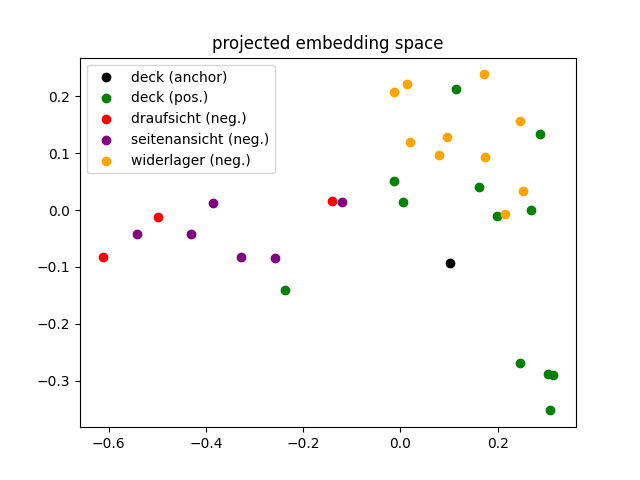 projected embedding space
deck (anchor)
deck (pos.)
draufsicht (neg.)
seitenansicht (neg.)
widerlager (neg.)
0.2
0.1
0.0
−0.1
−0.2
−0.3
−0.6
−0.4
−0.2
0.0
0.2